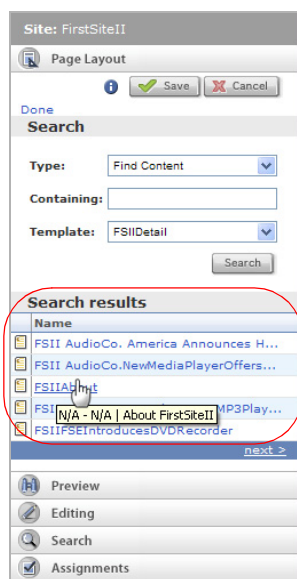 Site: FirstSiteII
Page Layout
Save Cancel
Done
Search
Type: Find Content
Containing:
Template: FSIIDetail
Search
Search results
Name
FSII AudioCo. America Announces H...
FSII AudioCo.NewMediaPlayerOffers...
FSIIAbout
N/A - N/A | About FirstSiteII
FSIIFSEIntroducesDVDRecorder
next >
Preview
Editing
Search
Assignments